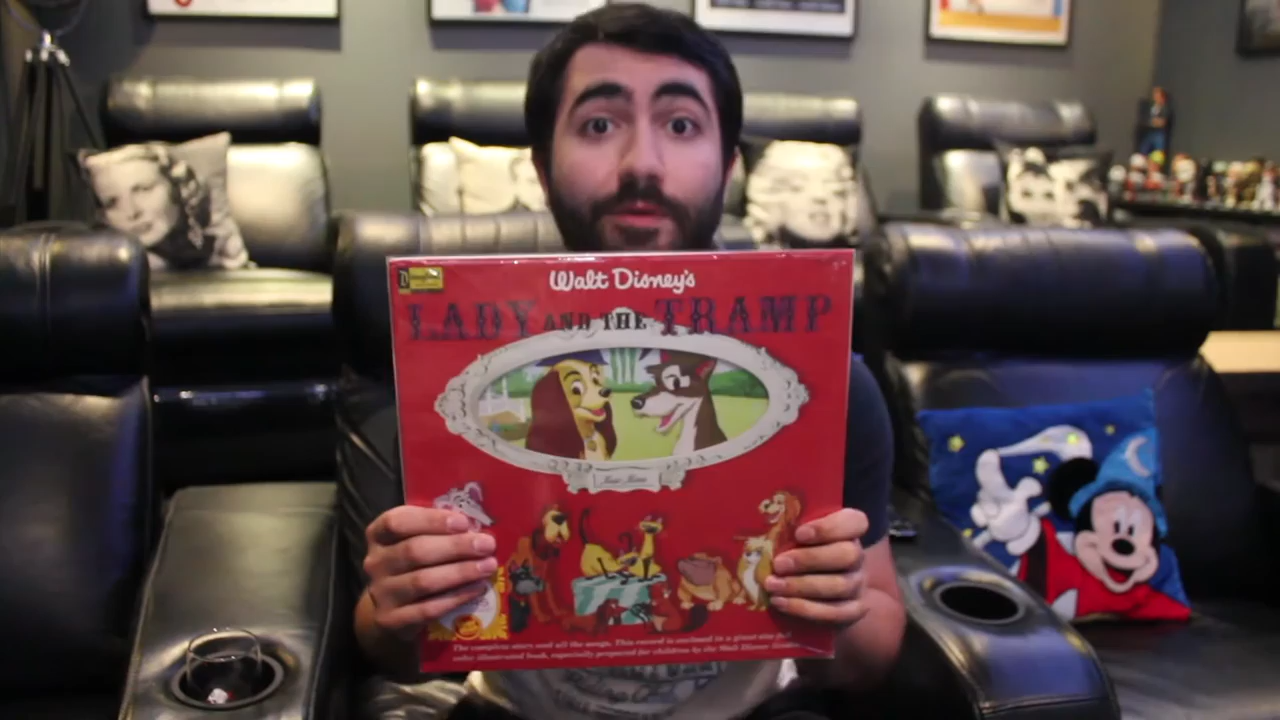 Walt Disney's
LADY AND THE TRAMP
The complete story and all the songs. This record is enclosed in a giant size full
color illustrated book, especially prepared for children by the Walt Disney Studio